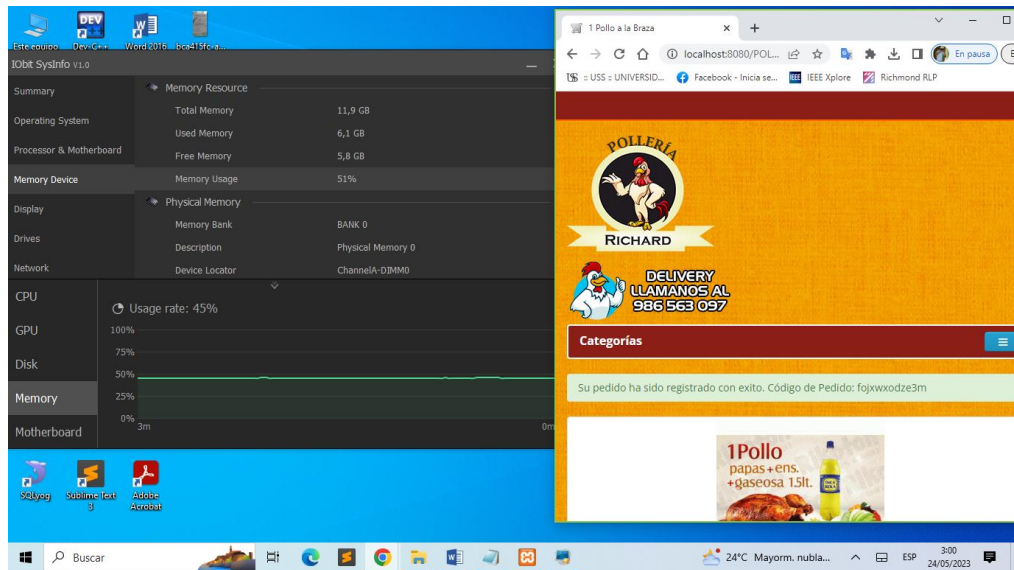 Este equipo
Dev-C++
Word 2016
bca415fc-a...
IObit SysInfo v1.0
Summary
Operating System
Processor & Motherboard
Memory Device
Display
Drives
Network
Memory Resource
Total Memory 11,9 GB
Used Memory 6,1 GB
Free Memory 5,8 GB
Memory Usage 51%
Physical Memory
Memory Bank BANK 0
Description Physical Memory 0
Device Locator ChannelA-DIMM0
CPU
GPU
Disk
Memory
Motherboard
Usage rate: 45%
100%
75%
50%
25%
0%
3m
0m
SQLyog
Sublime Text 3
Adobe Acrobat
1 Pollo a la Braza
localhost:8080/POL...
En pausa
:: USS :: UNIVERSID...
Facebook - Inicia se...
IEEE Xplore
Richmond RLP
POLLERÍA
RICHARD
DELIVERY
LLAMANOS AL
986 563 097
Categorías
Su pedido ha sido registrado con exito. Código de Pedido: fojxwxodze3m
1Pollo
papas+ens.
+gaseosa 1.5lt.
Buscar
24°C Mayorm. nubla...
ESP
3:00
24/05/2023